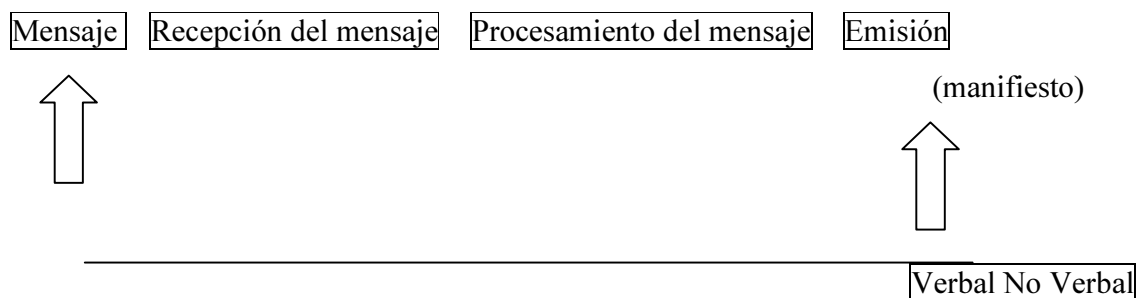 Mensaje Recepción del mensaje Procesamiento del mensaje Emisión
(manifiesto)
Verbal No Verbal